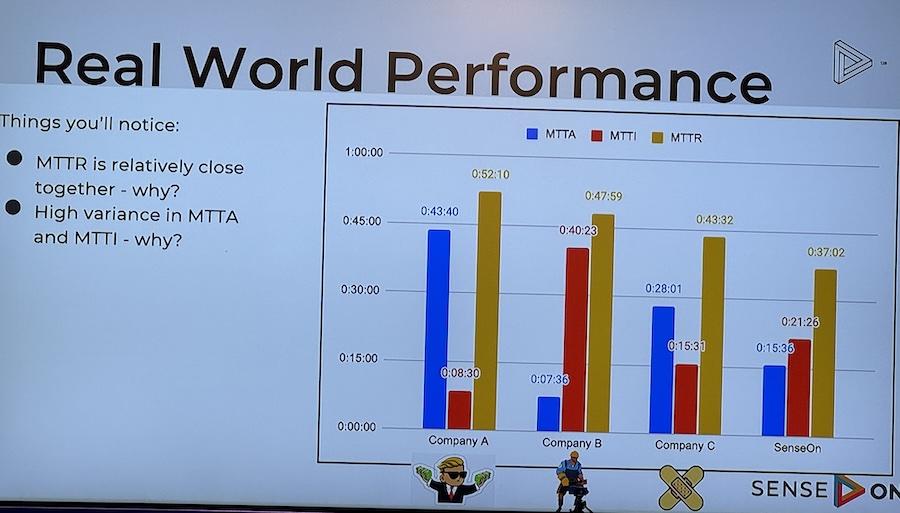 Real World Performance
Things you'll notice:
MTTR is relatively close
together - why?
High variance in MTTA
and MTTI - why?
MTTA MTTI MTTR
1:00:00
0:45:00
0:30:00
0:15:00
0:00:00
0:43:40
0:08:30
0:52:10
0:07:36
0:40:23
0:47:59
0:28:01
0:15:31
0:43:32
0:15:36
0:21:26
0:37:02
Company A
Company B
Company C
SenseOn
SENSE ON